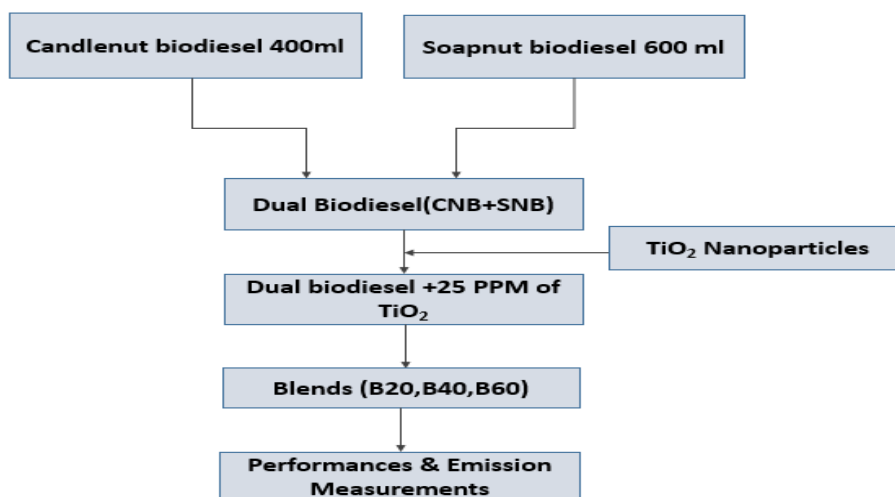 Candlenut biodiesel 400ml
Soapnut biodiesel 600 ml
Dual Biodiesel(CNB+SNB)
TiO₂ Nanoparticles
Dual biodiesel +25 PPM of
TiO₂
Blends (B20,B40,B60)
Performances & Emission
Measurements